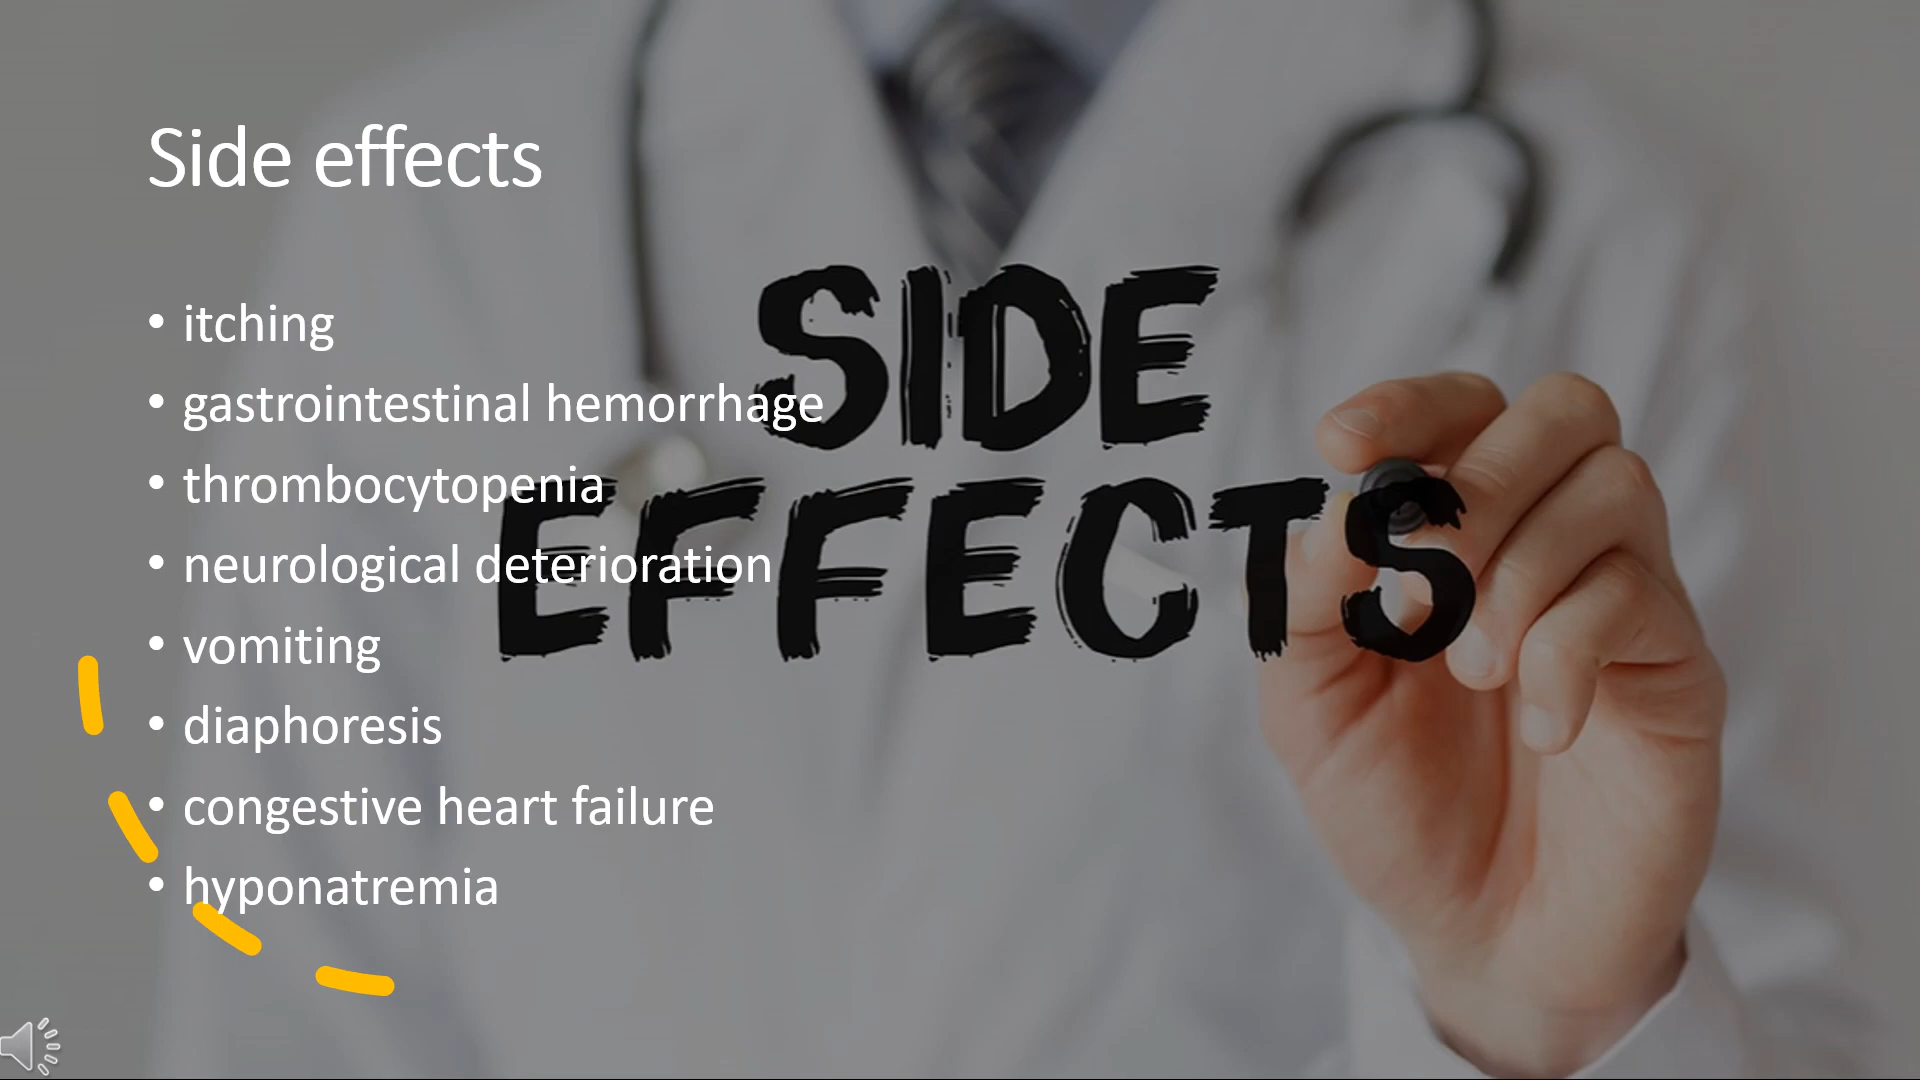 Side effects
• itching
• gastrointestinal hemorrhage
• thrombocytopenia
• neurological deterioration
• vomiting
• diaphoresis
• congestive heart failure
• hyponatremia
SIDE
EFFECTS